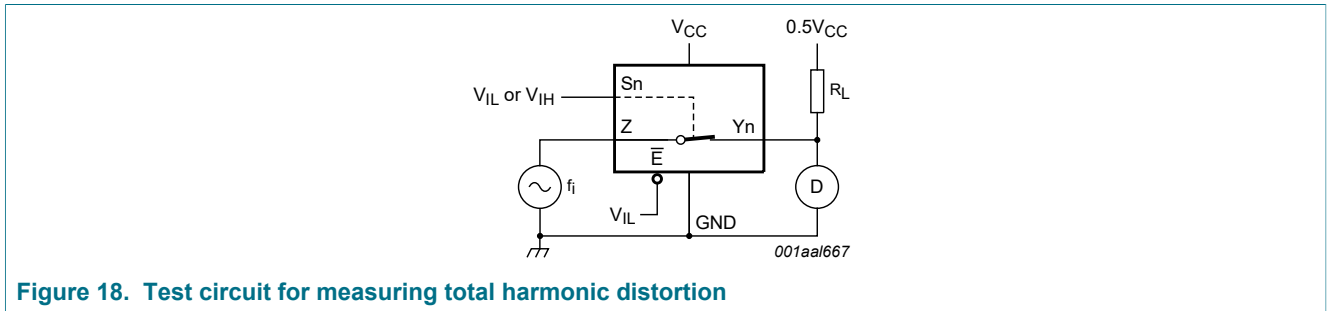 VCC
0.5VCC
Sn
RL
VIL or VIH
Z
Yn
E
fi
D
VIL
GND
001aal667
Figure 18. Test circuit for measuring total harmonic distortion